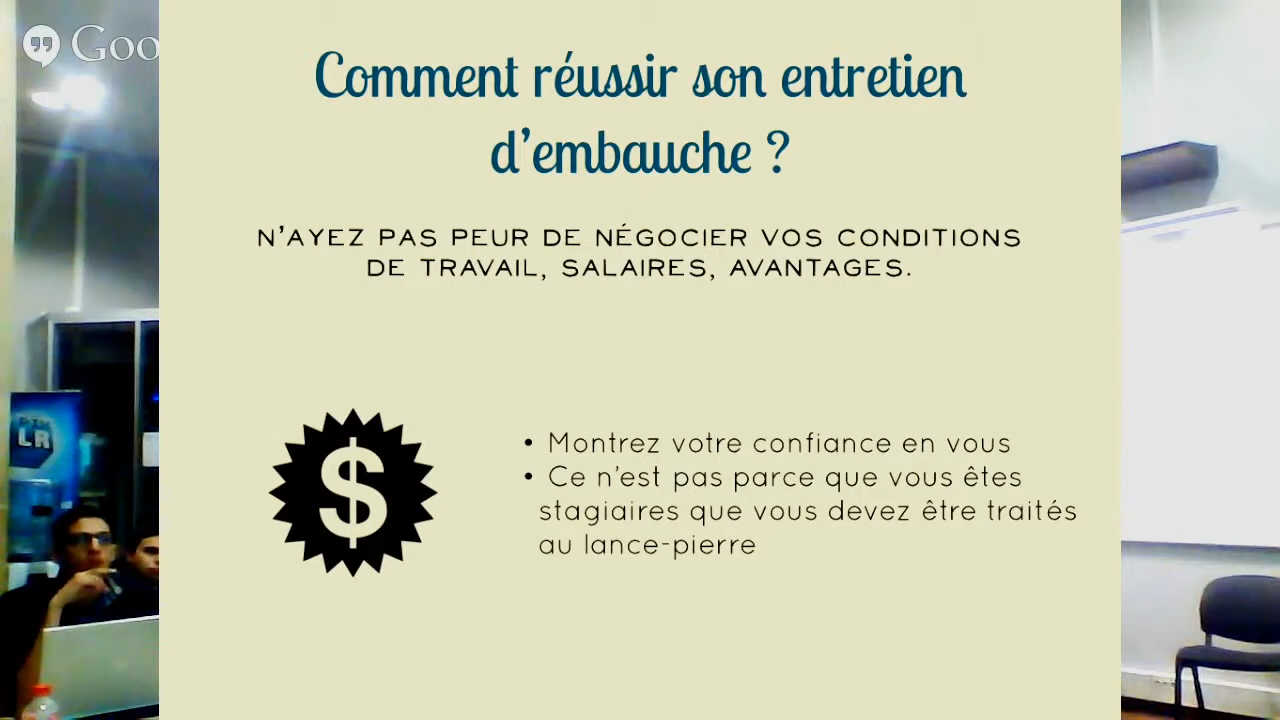 Goo
Comment réussir son entretien
d'embauche ?
N'AYEZ PAS PEUR DE NÉGOCIER VOS CONDITIONS
DE TRAVAIL, SALAIRES, AVANTAGES.
$
• Montrez votre confiance en vous
• Ce n'est pas parce que vous êtes
stagiaires que vous devez être traités
au lance-pierre
LR